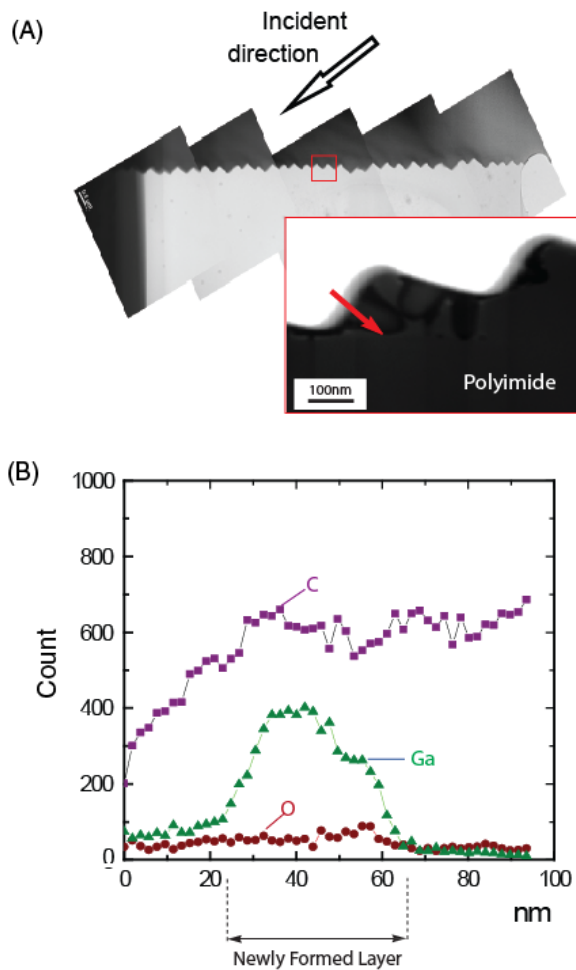 (A)
Incident
direction
Polyimide
100nm
(B)
1000
800
600
400
200
0
Count
C
Ga
O
0 20 40 60 80 100
nm
Newly Formed Layer